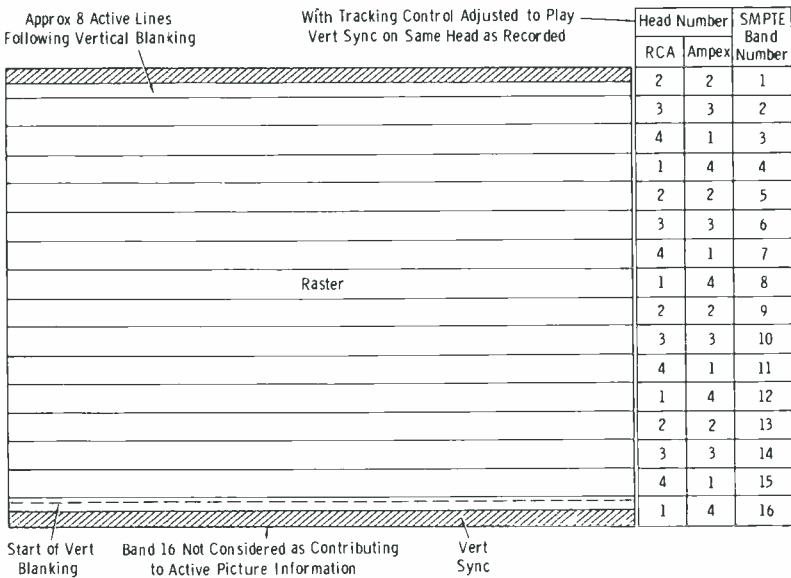 Approx 8 Active Lines
Following Vertical Blanking
With Tracking Control Adjusted to Play
Vert Sync on Same Head as Recorded
Head Number SMPTE Band Number
RCA Ampex
2 2 1
3 3 2
4 1 3
1 4 4
2 2 5
3 3 6
4 1 7
Raster
1 4 8
2 2 9
3 3 10
4 1 11
1 4 12
2 2 13
3 3 14
4 1 15
1 4 16
Start of Vert
Blanking
Band 16 Not Considered as Contributing
to Active Picture Information
Vert
Sync